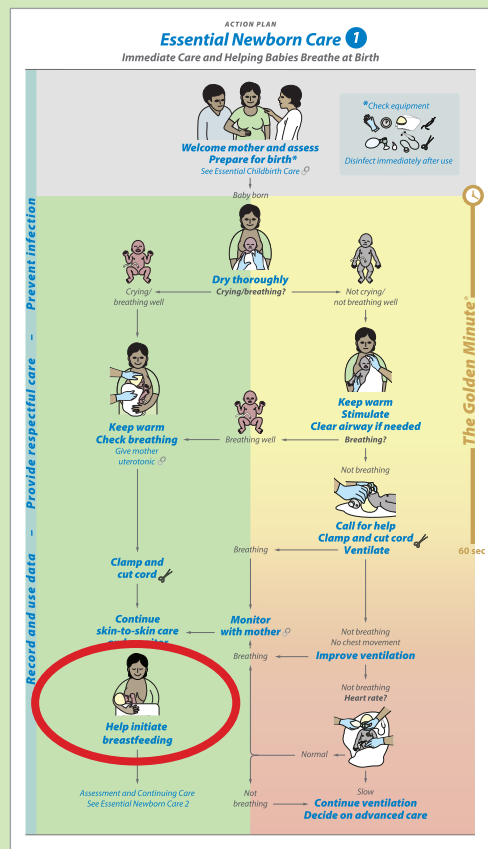 ACTION PLAN
Essential Newborn Care 1
Immediate Care and Helping Babies Breathe at Birth
*Check equipment
Disinfect immediately after use
Welcome mother and assess
Prepare for birth*
See Essential Childbirth Care
Baby born
Prevent infection – Provide respectful care – Record and use data
The Golden Minute®
60 sec
Dry thoroughly
Crying/breathing?
Crying/
breathing well
Not crying/
not breathing well
Keep warm
Check breathing
Give mother
uterotonic
Breathing well
Keep warm
Stimulate
Clear airway if needed
Breathing?
Not breathing
Call for help
Clamp and cut cord
Ventilate
Breathing
Clamp and
cut cord
Continue
skin-to-skin care
Monitor
with mother
Not breathing
No chest movement
Breathing
Improve ventilation
Not breathing
Heart rate?
Help initiate
breastfeeding
Normal
Assessment and Continuing Care
See Essential Newborn Care 2
Not
breathing
Slow
Continue ventilation
Decide on advanced care